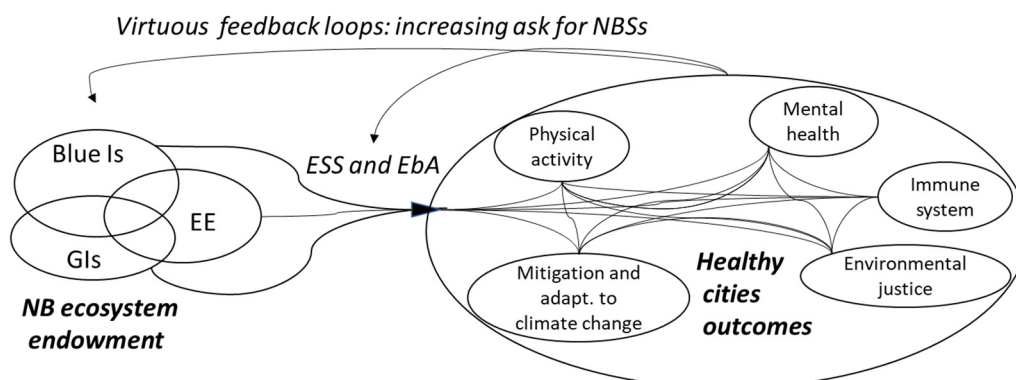 Virtuous feedback loops: increasing ask for NBSs
Blue Is
EE
GIs
NB ecosystem
endowment
ESS and EbA
Physical
activity
Mental
health
Immune
system
Mitigation and
adapt. to
climate change
Healthy
cities
outcomes
Environmental
justice